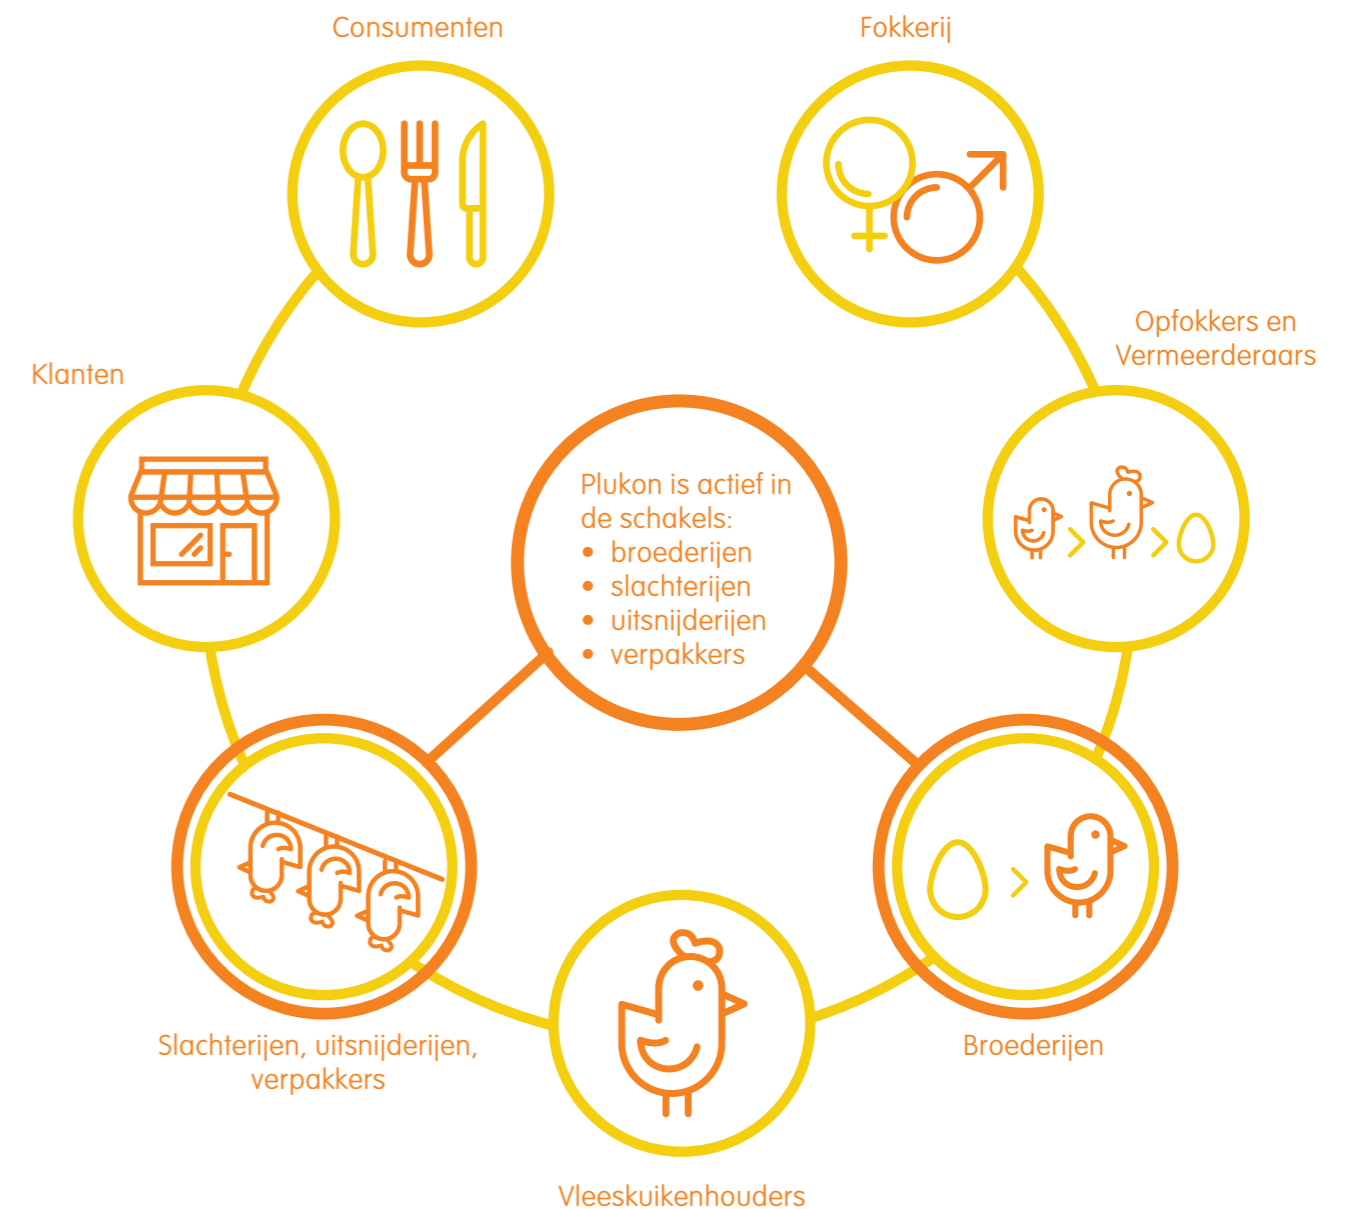 Consumenten
Fokkerij
Opfokkers en
Vermeerderaars
Klanten
Plukon is actief in
de schakels:
• broederijen
• slachterijen
• uitsnijderijen
• verpakkers
Slachterijen, uitsnijderijen,
verpakkers
Broederijen
Vleeskuikenhouders